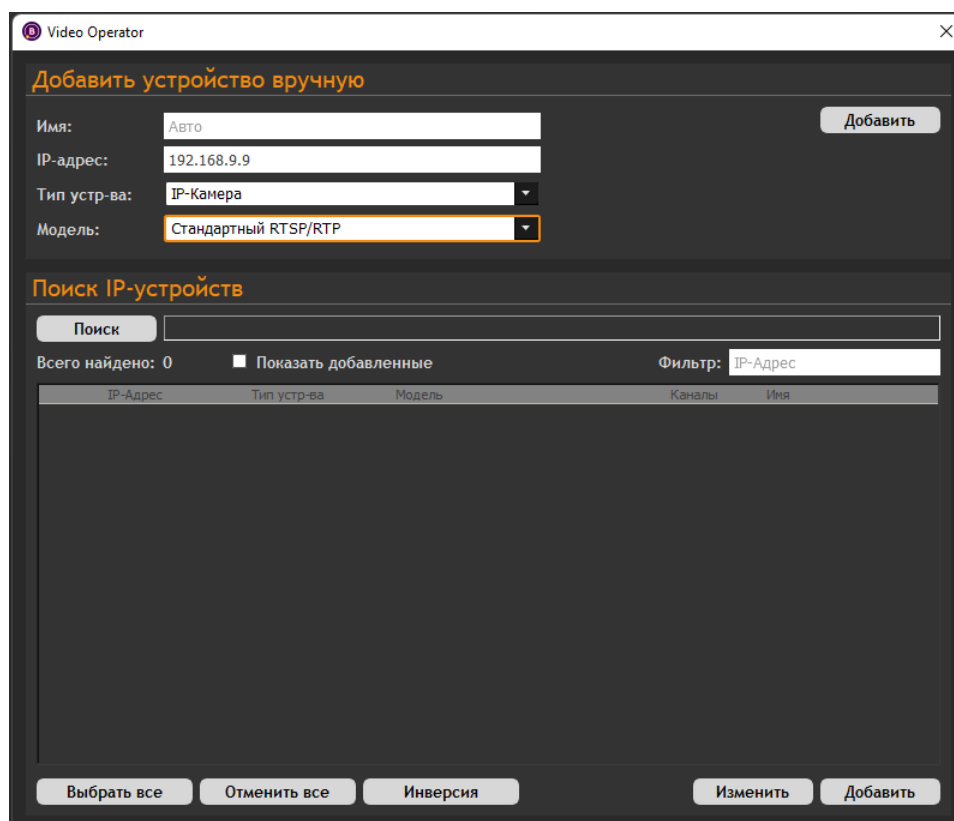 Video Operator
Добавить устройство вручную
Имя: Авто Добавить
IP-адрес: 192.168.9.9
Тип устр-ва: IP-Камера
Модель: Стандартный RTSP/RTP
Поиск IP-устройств
Поиск
Всего найдено: 0 Показать добавленные Фильтр: IP-Адрес
IP-Адрес Тип устр-ва Модель Каналы Имя
Выбрать все Отменить все Инверсия Изменить Добавить